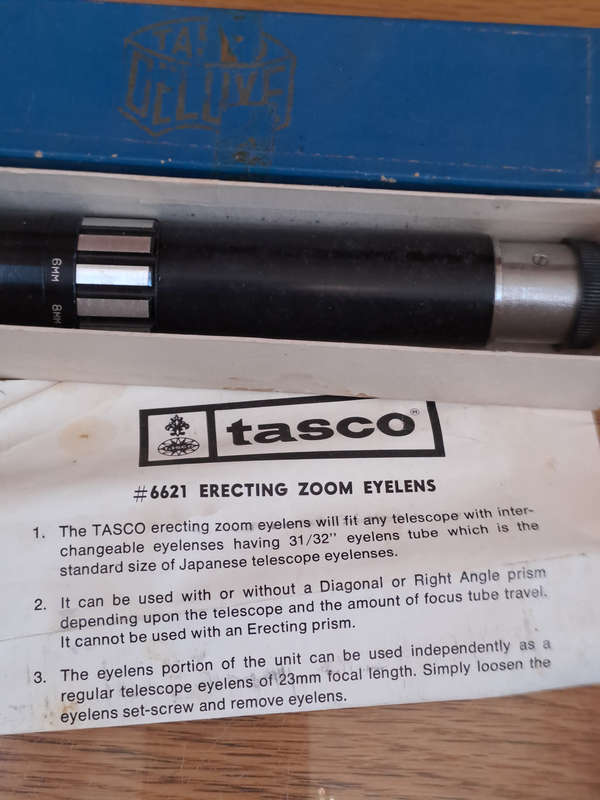 TASCO
DELUXE
6MM
8MM
tasco
#6621 ERECTING ZOOM EYELENS
1. The TASCO erecting zoom eyelens will fit any telescope with inter-
changeable eyelenses having 31/32" eyelens tube which is the
standard size of Japanese telescope eyelenses.
2. It can be used with or without a Diagonal or Right Angle prism
depending upon the telescope and the amount of focus tube travel.
It cannot be used with an Erecting prism.
3. The eyelens portion of the unit can be used independently as a
regular telescope eyelens of 23mm focal length. Simply loosen the
eyelens set-screw and remove eyelens.